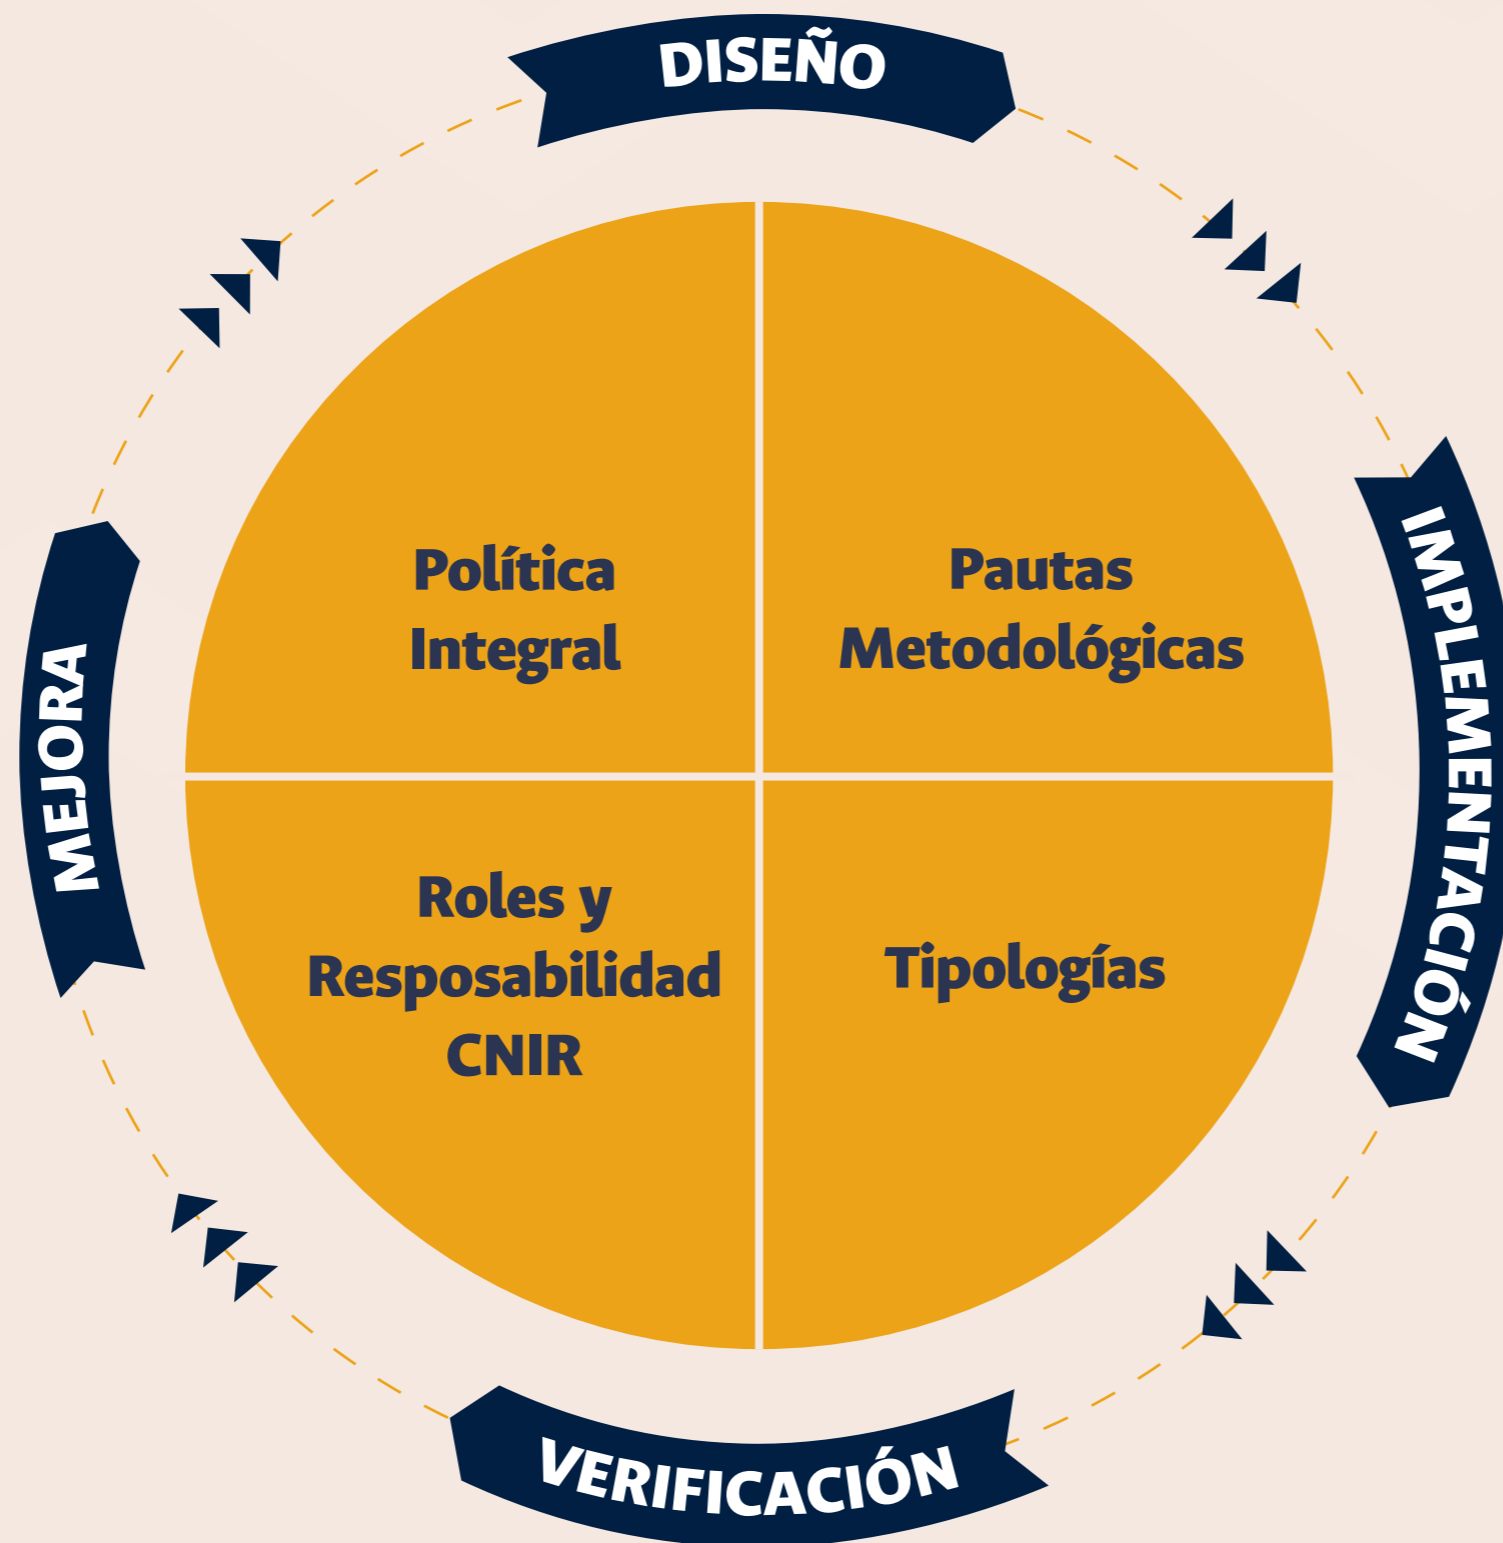 DISEÑO
Política
Integral
Pautas
Metodológicas
IMPLEMENTACIÓN
MEJORA
Roles y
Resposabilidad
CNIR
Tipologías
VERIFICACIÓN